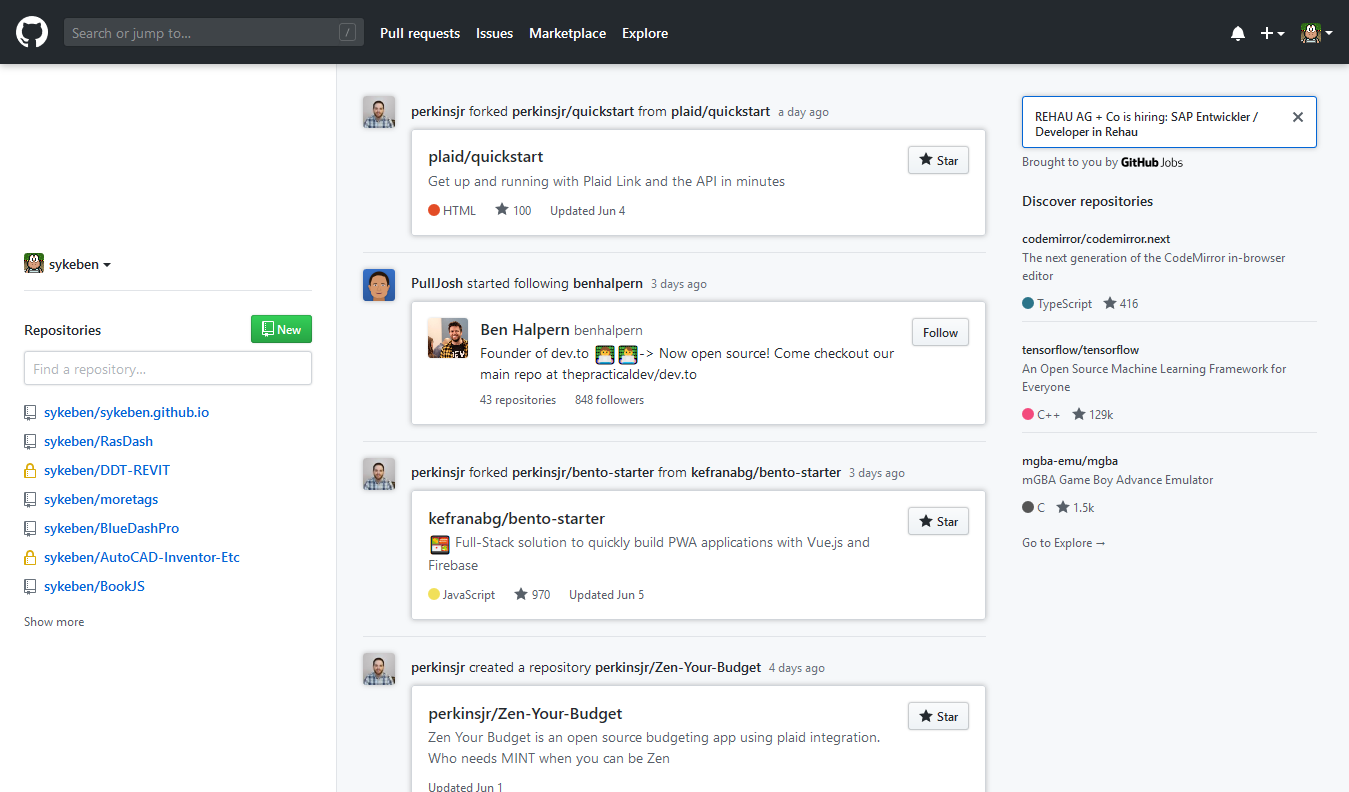 Search or jump to... /
Pull requests Issues Marketplace Explore
sykeben
Repositories
New
Find a repository...
sykeben/sykeben.github.io
sykeben/RasDash
sykeben/DDT-REVIT
sykeben/moretags
sykeben/BlueDashPro
sykeben/AutoCAD-Inventor-Etc
sykeben/BookJS
Show more
perkinsjr forked perkinsjr/quickstart from plaid/quickstart a day ago
plaid/quickstart
Star
Get up and running with Plaid Link and the API in minutes
HTML 100 Updated Jun 4
PullJosh started following benhalpern 3 days ago
Ben Halpern benhalpern
Follow
Founder of dev.to 👨‍💻👨‍💻-> Now open source! Come checkout our
main repo at thepracticaldev/dev.to
43 repositories 848 followers
perkinsjr forked perkinsjr/bento-starter from kefranabg/bento-starter 3 days ago
kefranabg/bento-starter
Star
🍱 Full-Stack solution to quickly build PWA applications with Vue.js and
Firebase
JavaScript 970 Updated Jun 5
perkinsjr created a repository perkinsjr/Zen-Your-Budget 4 days ago
perkinsjr/Zen-Your-Budget
Star
Zen Your Budget is an open source budgeting app using plaid integration.
Who needs MINT when you can be Zen
Updated Jun 1
REHAU AG + Co is hiring: SAP Entwickler /
Developer in Rehau
Brought to you by GitHub Jobs
Discover repositories
codemirror/codemirror.next
The next generation of the CodeMirror in-browser
editor
TypeScript 416
tensorflow/tensorflow
An Open Source Machine Learning Framework for
Everyone
C++ 129k
mgba-emu/mgba
mGBA Game Boy Advance Emulator
C 1.5k
Go to Explore →